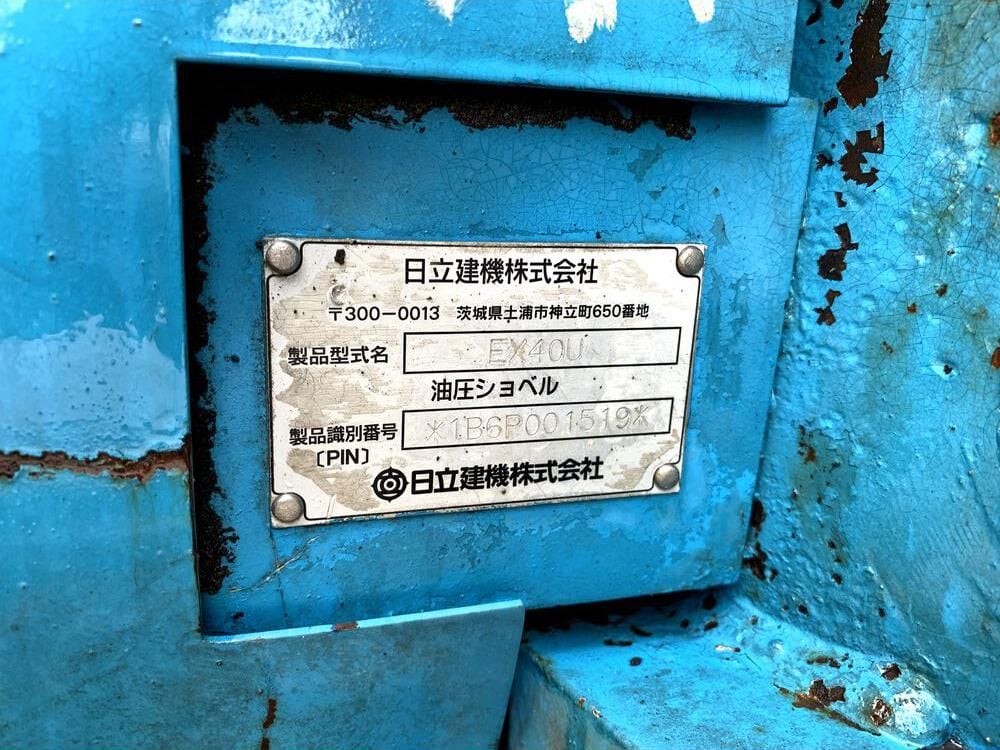 日立建機株式会社
〒300-0013 茨城県土浦市神立町650番地
製品型式名 EX40U
油圧ショベル
製品識別番号 *1B6P001519*
〔PIN〕
日立建機株式会社